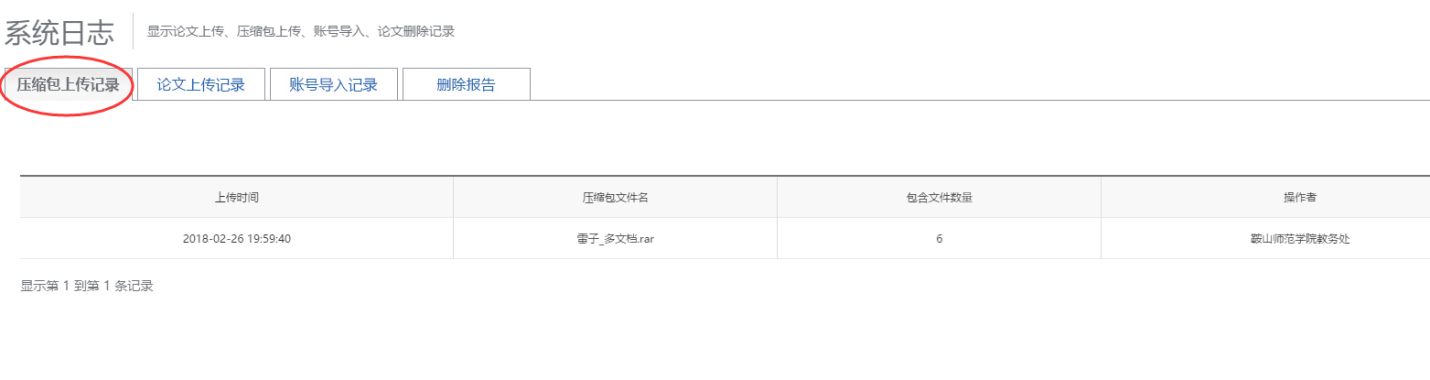 系统日志 显示论文上传、压缩包上传、账号导入、论文删除记录
压缩包上传记录 论文上传记录 账号导入记录 删除报告
上传时间 压缩包文件名 包含文件数量 操作者
2018-02-26 19:59:40 雷子_多文档.rar 6 鞍山师范学院教务处
显示第 1 到第 1 条记录